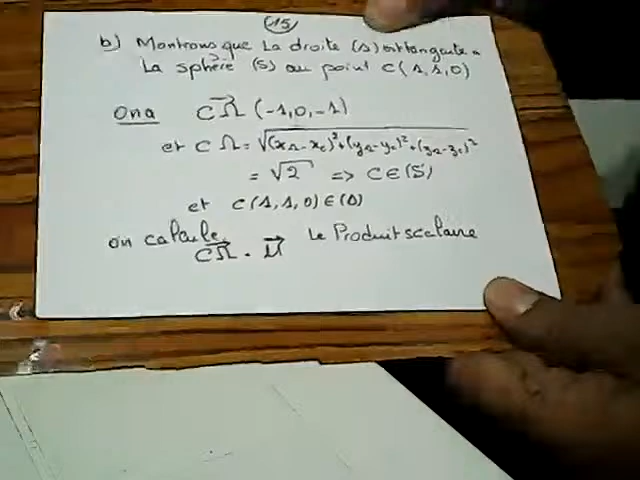 15
b) Montrons que La droite (Δ) est tangente à
La sphère (S) au point C(1,1,0)
On a CΩ⃗ (-1,0,-1)
et CΩ = √(xΩ-xc)²+(yΩ-yc)²+(zΩ-zc)²
= √2 => C∈(S)
et C(1,1,0)∈(Δ)
on calcule Le Produit scalaire
CΩ⃗ . u⃗